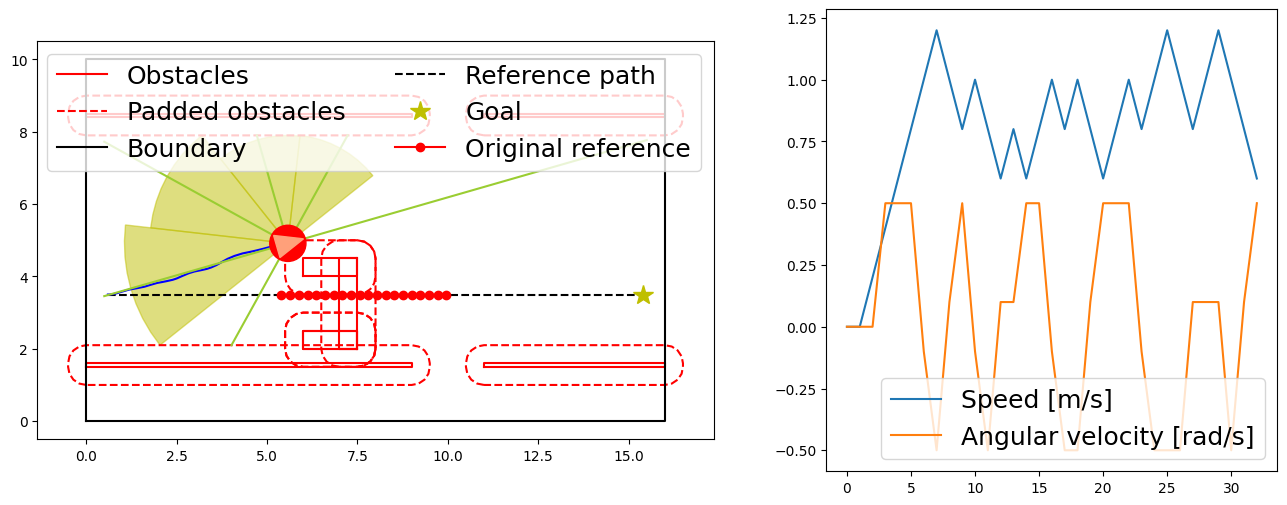 10
8
6
4
2
0
0.0 2.5 5.0 7.5 10.0 12.5 15.0
Obstacles
Padded obstacles
Boundary
Reference path
Goal
Original reference
1.25
1.00
0.75
0.50
0.25
0.00
−0.25
−0.50
0 5 10 15 20 25 30
Speed [m/s]
Angular velocity [rad/s]